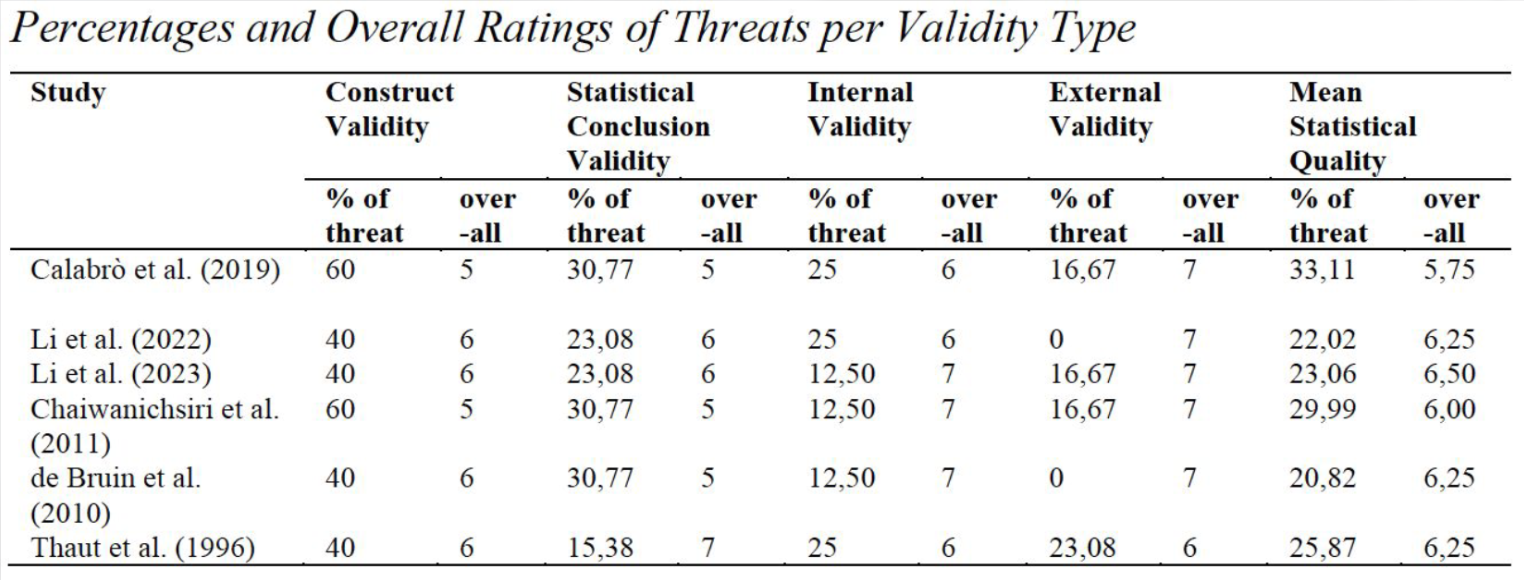 Percentages and Overall Ratings of Threats per Validity Type
Study Construct Validity Statistical Conclusion Validity Internal Validity External Validity Mean Statistical Quality
% of threat over -all % of threat over -all % of threat over -all % of threat over -all % of threat over -all
Calabrò et al. (2019) 60 5 30,77 5 25 6 16,67 7 33,11 5,75
Li et al. (2022) 40 6 23,08 6 25 6 0 7 22,02 6,25
Li et al. (2023) 40 6 23,08 6 12,50 7 16,67 7 23,06 6,50
Chaiwanichsiri et al. 60 5 30,77 5 12,50 7 16,67 7 29,99 6,00
(2011)
de Bruin et al. 40 6 30,77 5 12,50 7 0 7 20,82 6,25
(2010)
Thaut et al. (1996) 40 6 15,38 7 25 6 23,08 6 25,87 6,25